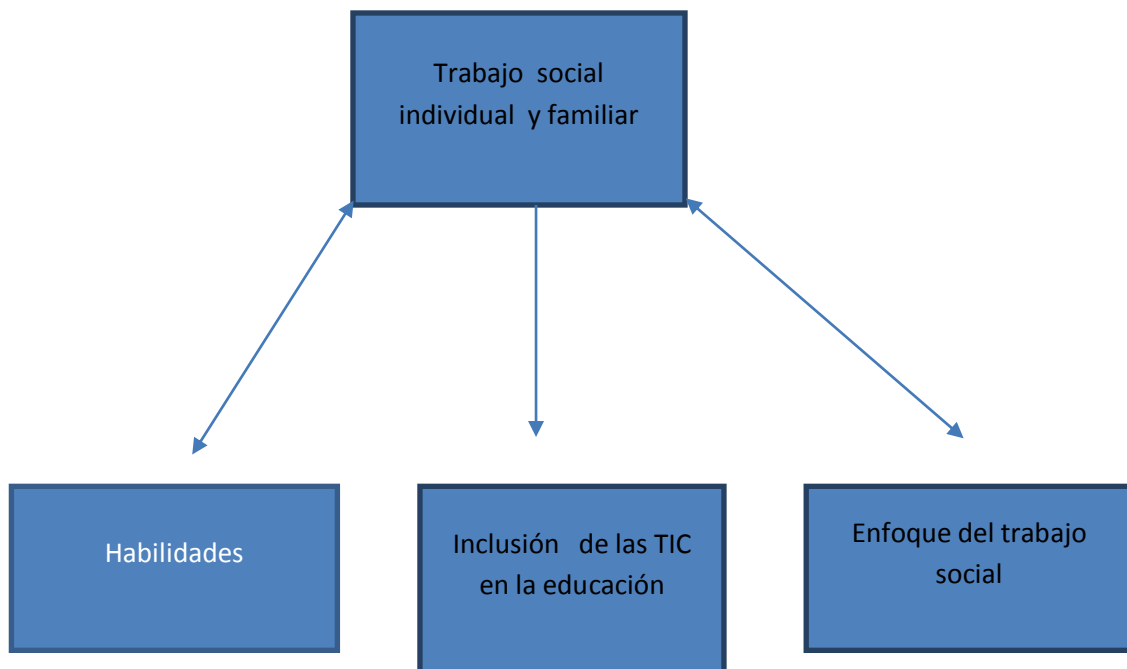 Trabajo social
individual y familiar
Habilidades
Inclusión de las TIC
en la educación
Enfoque del trabajo
social